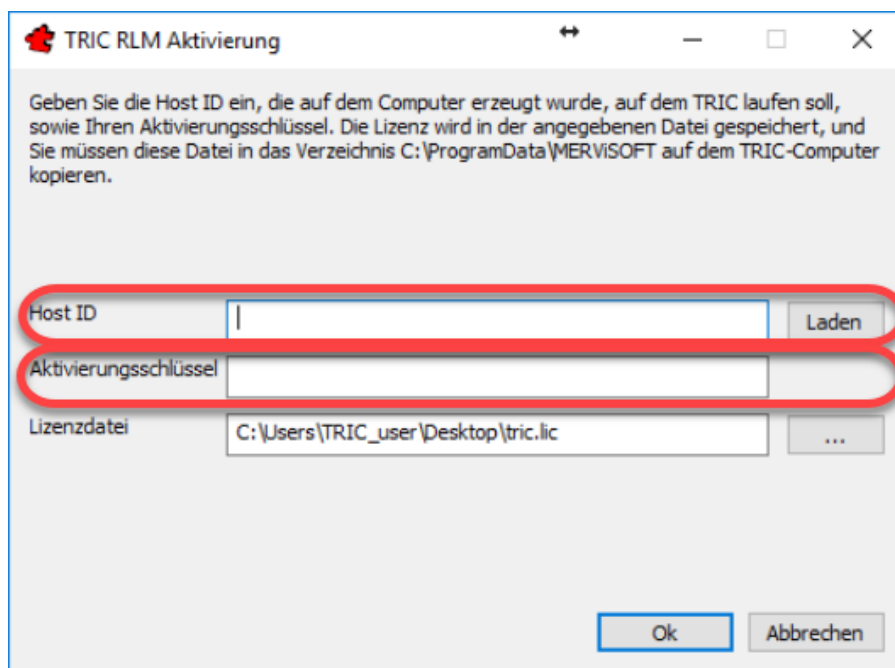 TRIC RLM Aktivierung
Geben Sie die Host ID ein, die auf dem Computer erzeugt wurde, auf dem TRIC laufen soll,
sowie Ihren Aktivierungsschlüssel. Die Lizenz wird in der angegebenen Datei gespeichert, und
Sie müssen diese Datei in das Verzeichnis C:\ProgramData\MERViSOFT auf dem TRIC-Computer
kopieren.
Host ID
Laden
Aktivierungsschlüssel
Lizenzdatei
C:\Users\TRIC_user\Desktop\tric.lic
...
Ok
Abbrechen